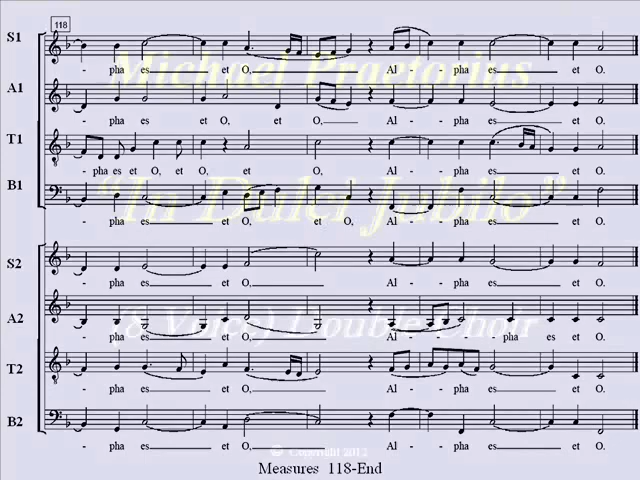 118
S1
- pha es et O, Al - pha es et O.
Michael Praetorius
A1
- pha es et O, et O, Al - pha es et O.
T1
- pha es et O, et O, et O, Al - pha es et O.
B1
- pha es et O, et O, Al - pha es et O.
"In Dulci Jubilo"
S2
- pha es et O, Al - pha es et O.
A2
- pha es et O, Al - pha es et O.
(8 Voice) Double Choir
T2
- pha es et O, Al - pha es et O.
B2
- pha es et O, Al - pha es et O.
© Copyright 2012
Measures 118-End